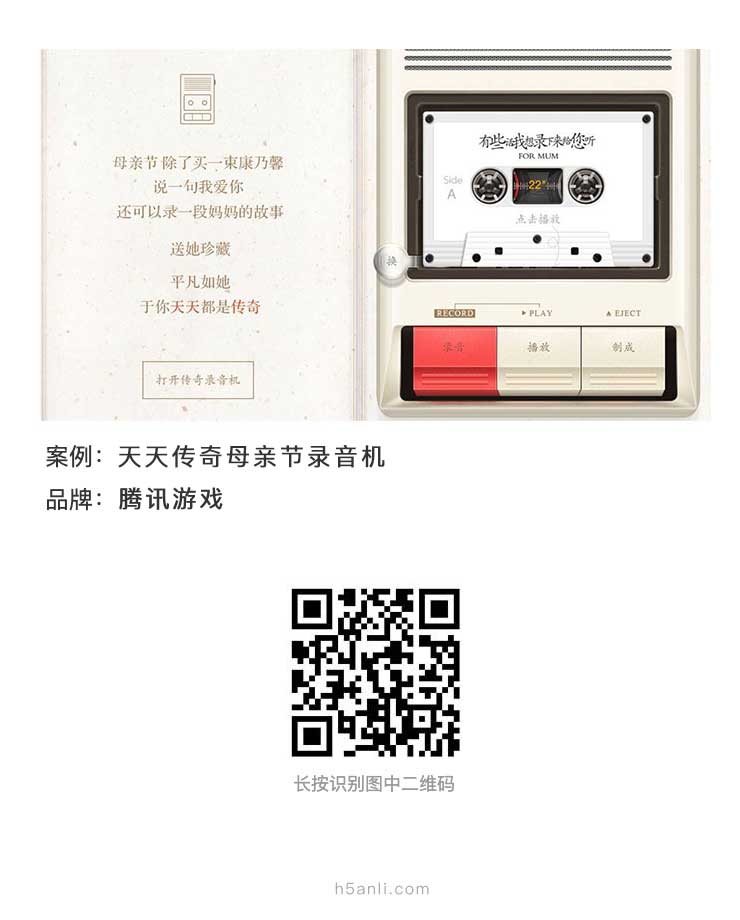 母亲节 除了买一束康乃馨
说一句我爱你
还可以录一段妈妈的故事
送她珍藏
平凡如她
于你天天都是传奇
打开传奇录音机
有些话我想录下来给您听
FOR MUM
Side
A
22"
点击播放
换
RECORD
PLAY
EJECT
录音
播放
制成
案例：天天传奇母亲节录音机
品牌：腾讯游戏
长按识别图中二维码
h5anli.com